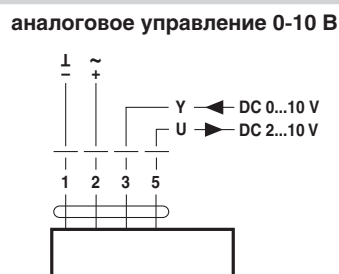 аналоговое управление 0-10 В
⊥ ~
− +
Y DC 0...10 V
U DC 2...10 V
1 2 3 5